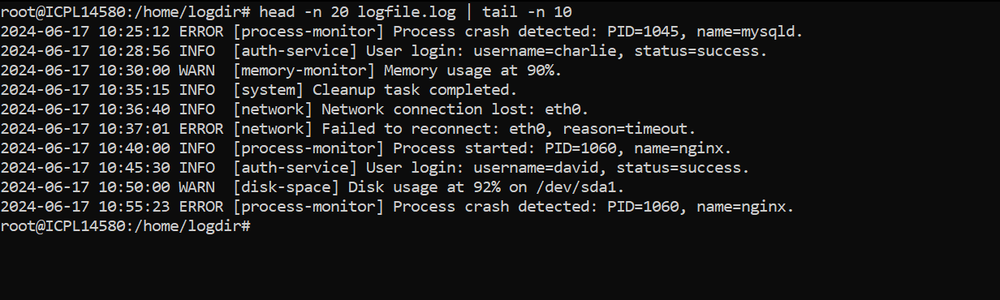 root@ICPL14580:/home/logdir# head -n 20 logfile.log | tail -n 10
2024-06-17 10:25:12 ERROR [process-monitor] Process crash detected: PID=1045, name=mysqld.
2024-06-17 10:28:56 INFO  [auth-service] User login: username=charlie, status=success.
2024-06-17 10:30:00 WARN  [memory-monitor] Memory usage at 90%.
2024-06-17 10:35:15 INFO  [system] Cleanup task completed.
2024-06-17 10:36:40 INFO  [network] Network connection lost: eth0.
2024-06-17 10:37:01 ERROR [network] Failed to reconnect: eth0, reason=timeout.
2024-06-17 10:40:00 INFO  [process-monitor] Process started: PID=1060, name=nginx.
2024-06-17 10:45:30 INFO  [auth-service] User login: username=david, status=success.
2024-06-17 10:50:00 WARN  [disk-space] Disk usage at 92% on /dev/sda1.
2024-06-17 10:55:23 ERROR [process-monitor] Process crash detected: PID=1060, name=nginx.
root@ICPL14580:/home/logdir#